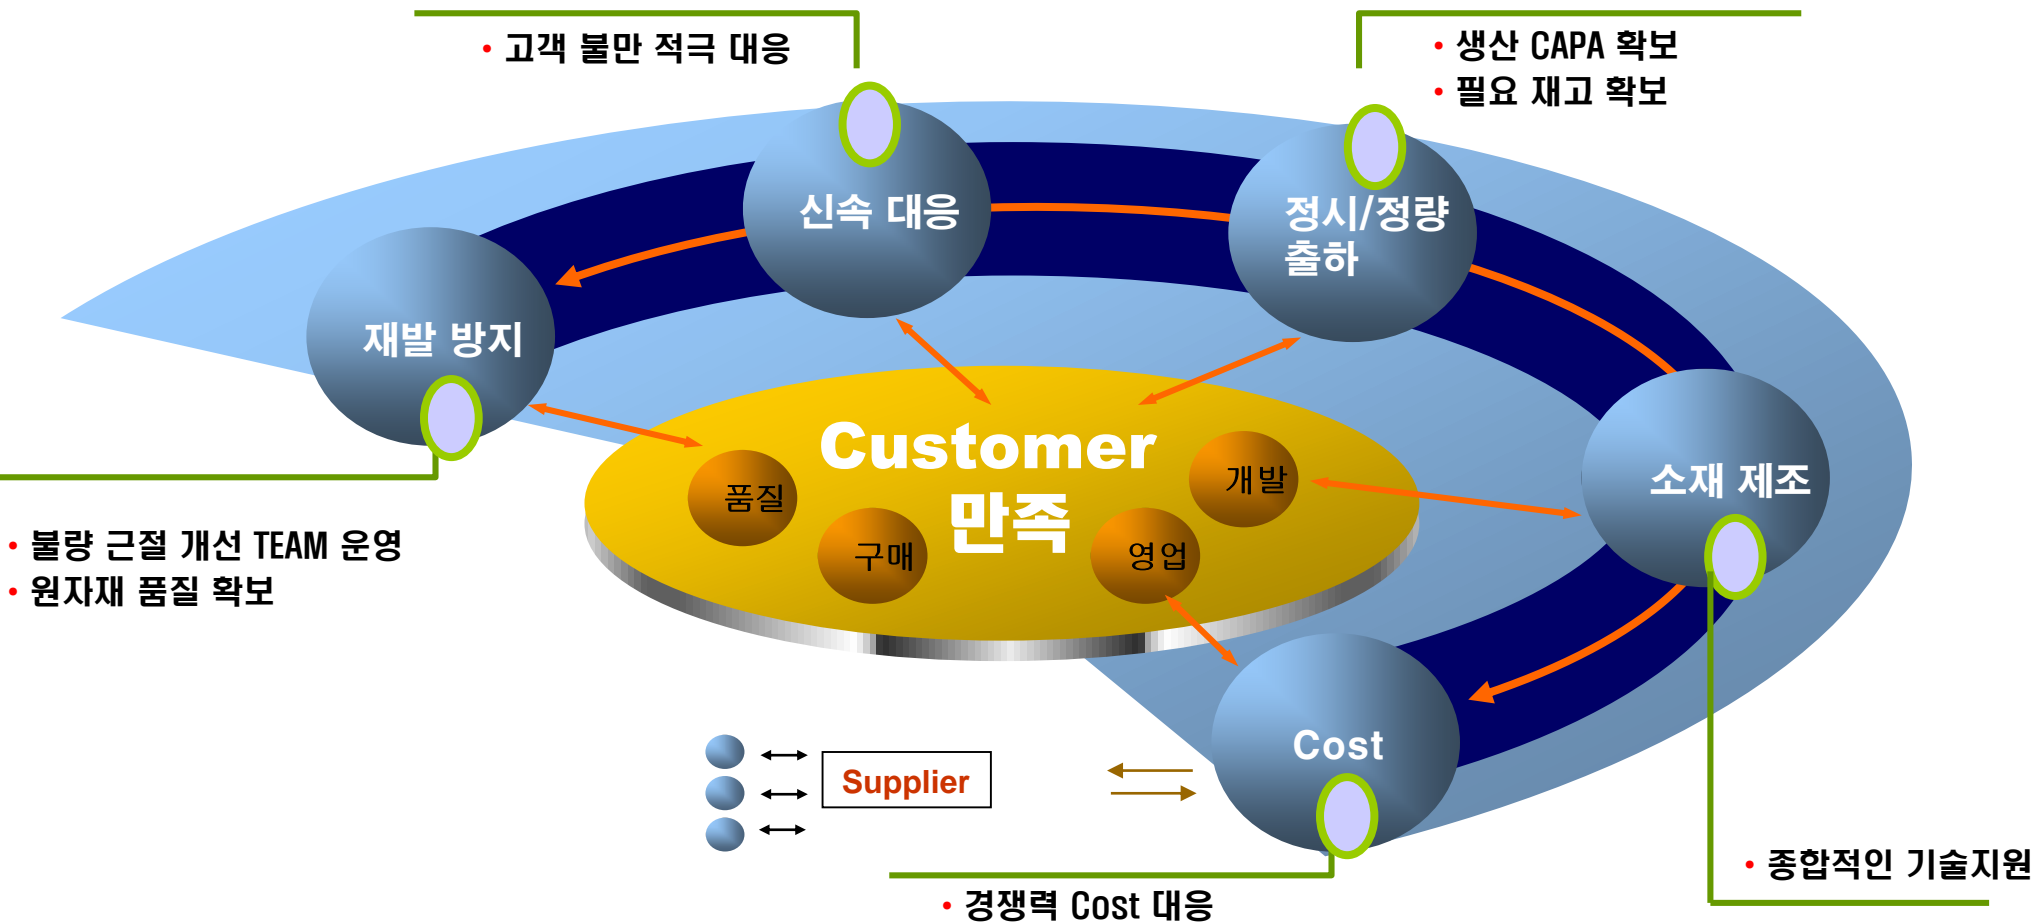 • 고객 불만 적극 대응
• 생산 CAPA 확보
• 필요 재고 확보
신속 대응
정시/정량
출하
재발 방지
Customer
만족
소재 제조
품질
구매
영업
개발
• 불량 근절 개선 TEAM 운영
• 원자재 품질 확보
Cost
Supplier
• 종합적인 기술지원
• 경쟁력 Cost 대응